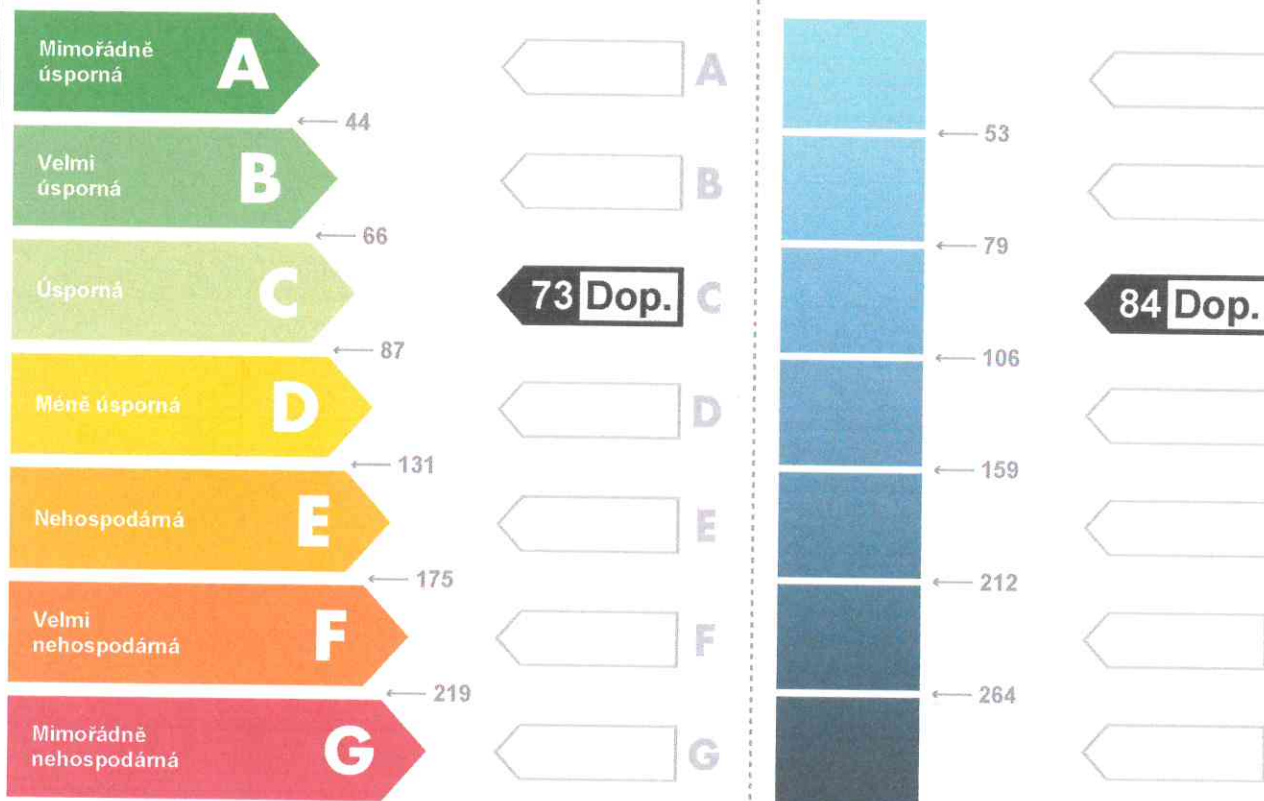 Mimořádně
úsporná
A
A
← 44
← 53
Velmi
úsporná
B
B
← 66
← 79
Úsporná
C
73 Dop.
C
84 Dop.
← 87
← 106
Méně úsporná
D
D
← 131
← 159
Nehospodárná
E
E
← 175
← 212
Velmi
nehospodárná
F
F
← 219
← 264
Mimořádně
nehospodárná
G
G